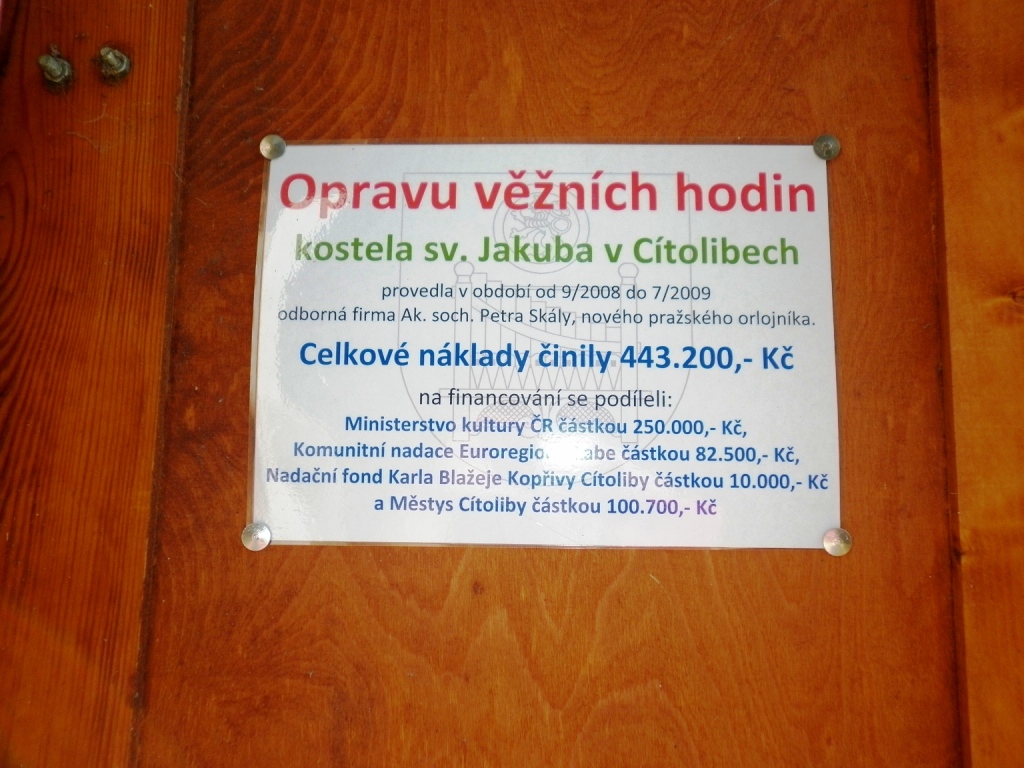 Opravu věžních hodin
kostela sv. Jakuba v Cítolibech
provedla v období od 9/2008 do 7/2009
odborná firma Ak. soch. Petra Skály, nového pražského orlojníka.
Celkové náklady činily 443.200,- Kč
na financování se podíleli:
Ministerstvo kultury ČR částkou 250.000,- Kč,
Komunitní nadace částkou 82.500,- Kč,
Nadační fond Karla Blažeje Kopřivy Cítoliby částkou 10.000,- Kč
a Městys Cítoliby částkou 100.700,- Kč